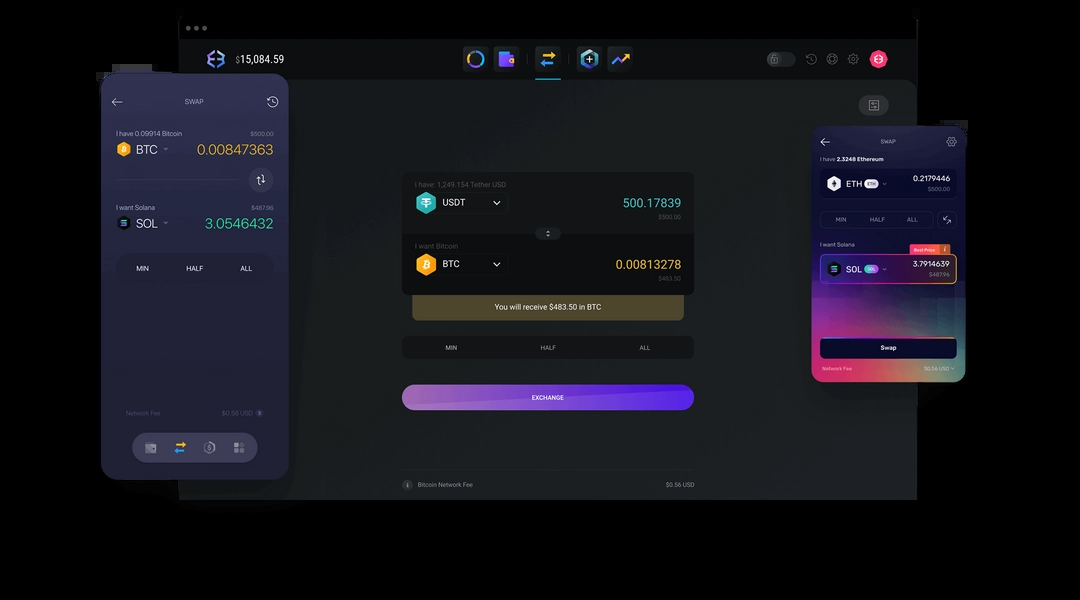 $15,084.59
SWAP
I have 0.09914 Bitcoin
$500.00
BTC
0.00847363
I want Solana
$487.96
SOL
3.0546432
MIN HALF ALL
Network Fee
$0.56 USD
I have: 1,249.154 Tether USD
USDT
500.17839
$500.00
I want Bitcoin
BTC
0.00813278
$483.50
You will receive $483.50 in BTC
MIN HALF ALL
EXCHANGE
Bitcoin Network Fee
$0.56 USD
SWAP
I have 2.3248 Ethereum
ETH ETH
0.2179446
$500.00
MIN HALF ALL
I want Solana
Best Price
SOL SOL
3.7914639
$487.96
Swap
Network Fee
$0.56 USD